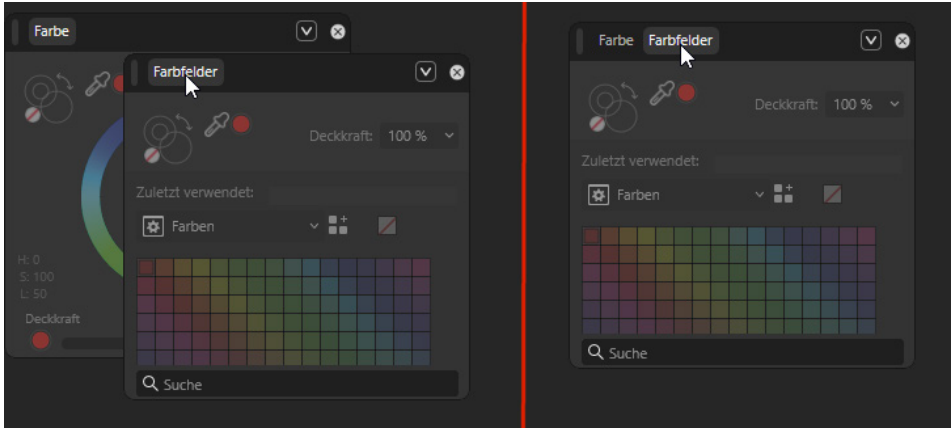 Farbe
Farbfelder
Deckkraft: 100 %
Zuletzt verwendet:
Farben
H: 0
S: 100
L: 50
Deckkraft
Suche
Farbe Farbfelder
Deckkraft: 100 %
Zuletzt verwendet:
Farben
Suche